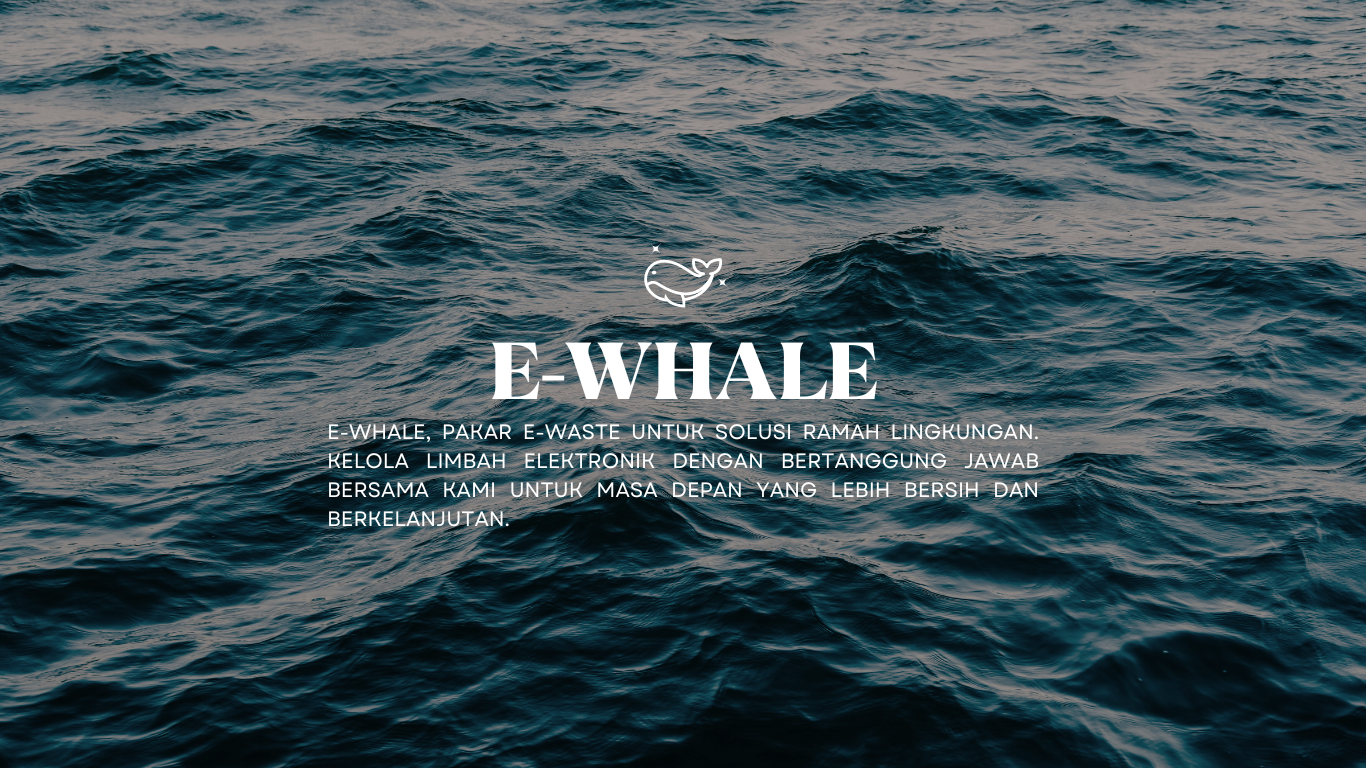 E-WHALE
E-WHALE, PAKAR E-WASTE UNTUK SOLUSI RAMAH LINGKUNGAN.
KELOLA LIMBAH ELEKTRONIK DENGAN BERTANGGUNG JAWAB
BERSAMA KAMI UNTUK MASA DEPAN YANG LEBIH BERSIH DAN
BERKELANJUTAN.